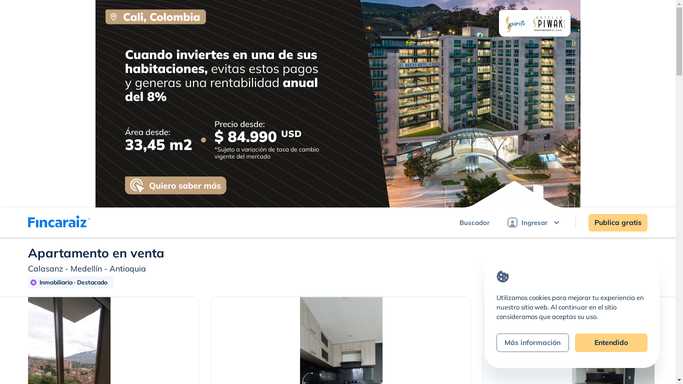 Cali, Colombia
Cuando inviertes en una de sus
habitaciones, evitas estos pagos
y generas una rentabilidad anual
del 8%
Área desde:
33,45 m2
Precio desde:
$ 84.990 USD
*Sujeto a variación de tasa de cambio
vigente del mercado
Quiero saber más
PIWAK
Fincaraiz
Buscador
Ingresar
Publica gratis
Apartamento en venta
Calasanz - Medellín - Antioquia
Inmobiliaria - Destacado
Utilizamos cookies para mejorar tu experiencia en
nuestro sitio web. Al continuar en el sitio
consideramos que aceptas su uso.
Más información
Entendido